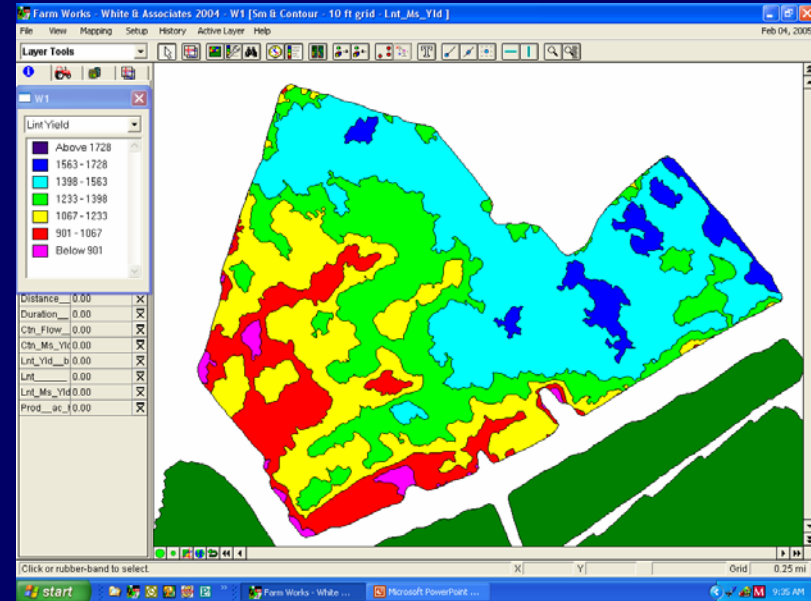 Farm Works - White & Associates 2004 - W1 [Sm & Contour - 10 ft grid - Lnt_Ms_Yld ]
File View Mapping Setup History Active Layer Help
Feb 04, 2005
Layer Tools
W1
Lint Yield
Above 1728
1563 - 1728
1398 - 1563
1233 - 1398
1067 - 1233
901 - 1067
Below 901
Distance__ 0.00
Duration__ 0.00
Ctn_Flow_ 0.00
Ctn_Ms_Yl 0.00
Lnt_Yld__b 0.00
Lnt____ 0.00
Lnt_Ms_Yld 0.00
Prod__ac_ 0.00
Click or rubber-band to select.
X
Y
Grid
0.25 mi
start
Farm Works - White ...
Microsoft PowerPoint ...
9:35 AM